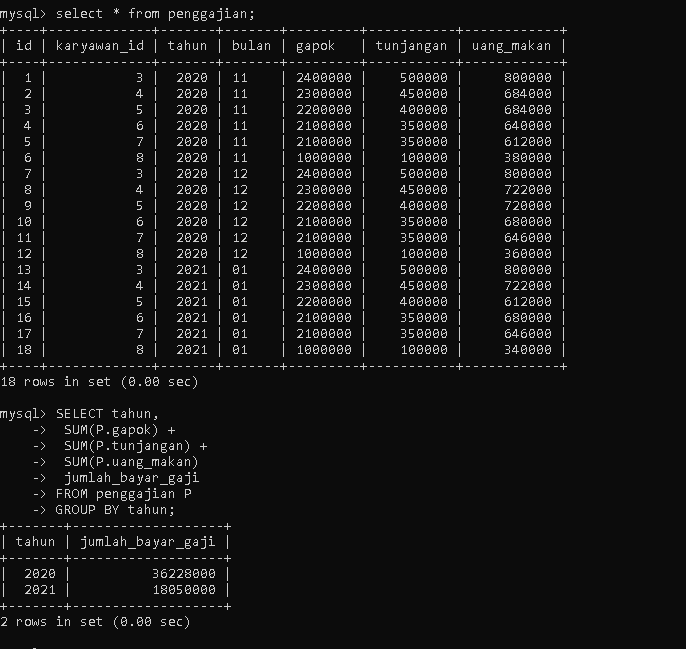 mysql> select * from penggajian;
+----+-------------+-------+-------+---------+-----------+------------+
| id | karyawan_id | tahun | bulan | gapok   | tunjangan | uang_makan |
+----+-------------+-------+-------+---------+-----------+------------+
|  1 |           3 |  2020 | 11    | 2400000 |    500000 |     800000 |
|  2 |           4 |  2020 | 11    | 2300000 |    450000 |     684000 |
|  3 |           5 |  2020 | 11    | 2200000 |    400000 |     684000 |
|  4 |           6 |  2020 | 11    | 2100000 |    350000 |     640000 |
|  5 |           7 |  2020 | 11    | 2100000 |    350000 |     612000 |
|  6 |           8 |  2020 | 11    | 1000000 |    100000 |     380000 |
|  7 |           3 |  2020 | 12    | 2400000 |    500000 |     800000 |
|  8 |           4 |  2020 | 12    | 2300000 |    450000 |     722000 |
|  9 |           5 |  2020 | 12    | 2200000 |    400000 |     720000 |
| 10 |           6 |  2020 | 12    | 2100000 |    350000 |     680000 |
| 11 |           7 |  2020 | 12    | 2100000 |    350000 |     646000 |
| 12 |           8 |  2020 | 12    | 1000000 |    100000 |     360000 |
| 13 |           3 |  2021 | 01    | 2400000 |    500000 |     800000 |
| 14 |           4 |  2021 | 01    | 2300000 |    450000 |     722000 |
| 15 |           5 |  2021 | 01    | 2200000 |    400000 |     612000 |
| 16 |           6 |  2021 | 01    | 2100000 |    350000 |     680000 |
| 17 |           7 |  2021 | 01    | 2100000 |    350000 |     646000 |
| 18 |           8 |  2021 | 01    | 1000000 |    100000 |     340000 |
+----+-------------+-------+-------+---------+-----------+------------+
18 rows in set (0.00 sec)
mysql> SELECT tahun,
    ->  SUM(P.gapok) +
    ->  SUM(P.tunjangan) +
    ->  SUM(P.uang_makan)
    ->  jumlah_bayar_gaji
    -> FROM penggajian P
    -> GROUP BY tahun;
+-------+-------------------+
| tahun | jumlah_bayar_gaji |
+-------+-------------------+
|  2020 |          36228000 |
|  2021 |          18050000 |
+-------+-------------------+
2 rows in set (0.00 sec)